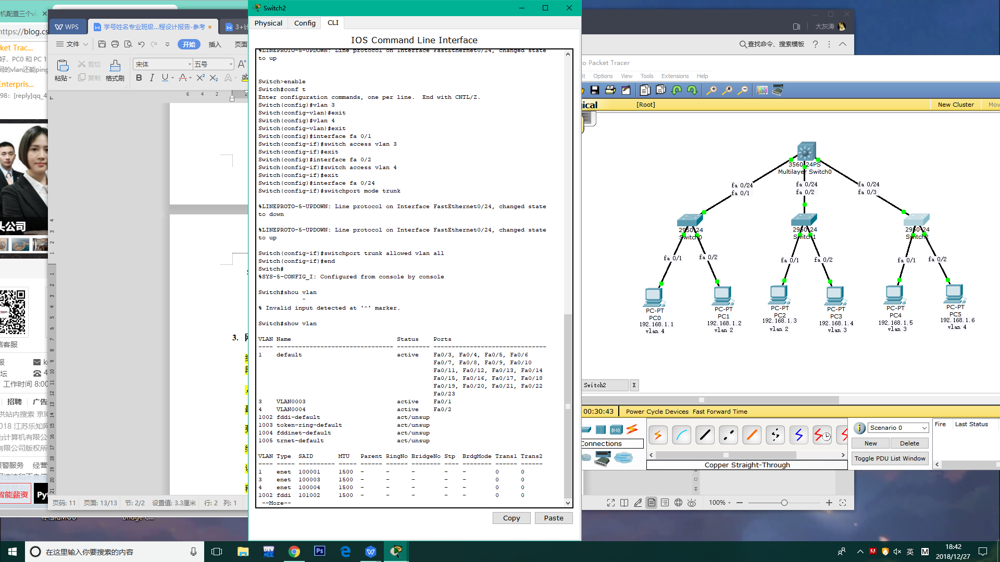 Switch2
Physical
Config
CLI
IOS Command Line Interface
%LINEPROTO-5-UPDOWN: Line protocol on Interface FastEthernet0/24, changed state
to up
Switch>enable
Switch#conf t
Enter configuration commands, one per line.  End with CNTL/Z.
Switch(config)#vlan 3
Switch(config-vlan)#exit
Switch(config)#vlan 4
Switch(config-vlan)#exit
Switch(config)#interface fa 0/1
Switch(config-if)#switch access vlan 3
Switch(config-if)#exit
Switch(config)#interface fa 0/2
Switch(config-if)#switch access vlan 4
Switch(config-if)#exit
Switch(config)#interface fa 0/24
Switch(config-if)#switchport mode trunk
%LINEPROTO-5-UPDOWN: Line protocol on Interface FastEthernet0/24, changed state
to down
%LINEPROTO-5-UPDOWN: Line protocol on Interface FastEthernet0/24, changed state
to up
Switch(config-if)#switchport trunk allowed vlan all
Switch(config-if)#end
Switch#
%SYS-5-CONFIG_I: Configured from console by console
Switch#shou vlan
^
% Invalid input detected at '^' marker.
Switch#show vlan
VLAN Name Status Ports
---- -------------------------------- --------- -------------------------------
1 default active Fa0/3, Fa0/4, Fa0/5, Fa0/6
Fa0/7, Fa0/8, Fa0/9, Fa0/10
Fa0/11, Fa0/12, Fa0/13, Fa0/14
Fa0/15, Fa0/16, Fa0/17, Fa0/18
Fa0/19, Fa0/20, Fa0/21, Fa0/22
Fa0/23
3 VLAN0003 active Fa0/1
4 VLAN0004 active Fa0/2
1002 fddi-default act/unsup
1003 token-ring-default act/unsup
1004 fddinet-default act/unsup
1005 trnet-default act/unsup
VLAN Type SAID MTU Parent RingNo BridgeNo Stp BrdgMode Trans1 Trans2
---- ----- ---------- ----- ------ ------ -------- ---- -------- ------ ------
1 enet 100001 1500 - - - - - 0 0
3 enet 100003 1500 - - - - - 0 0
4 enet 100004 1500 - - - - - 0 0
1002 fddi 101002 1500 - - - - - 0 0
--More--
Copy
Paste
机配置三个vl
https://blog.cs
ket Trac...
好，PC0 和 PC 1
同的vlan还能ping
Enterpris...
98：[reply]qq_4
头公司
言客服
工作时间 8:00
招聘
广告
供站内搜索 京IC
018 江苏乐知网
为计算机有限公
有限公司版权所
报警服务
经营
智能薪资
Py
WPS
学号姓名专业班级...程设计报告-参考
3+计
文件
开始
插入
页面
粘贴
剪切
复制
格式刷
宋体
五号
B I U
6 4 2
3.
页码: 11
页面: 13/13
节: 2/2
设置值: 3.3厘米
行: 2
列: 1
大灰涛
查找命令、搜索模板
o Packet Tracer
it
Options
View
Tools
Extensions
Help
ical
[Root]
New Cluster
Mov
3560-24PS
Multilayer Switch0
fa 0/24
fa 0/1
fa 0/24
fa 0/2
fa 0/24
fa 0/3
2950-24
Switch0
2950-24
Switch1
2950-24
Switch2
fa 0/1
fa 0/2
fa 0/1
fa 0/2
fa 0/1
fa 0/2
PC-PT
PC0
192.168.1.1
vlan 4
PC-PT
PC1
192.168.1.2
vlan 2
PC-PT
PC2
192.168.1.3
vlan 2
PC-PT
PC3
192.168.1.4
vlan 3
PC-PT
PC4
192.168.1.5
vlan 3
PC-PT
PC5
192.168.1.6
vlan 4
Switch2
X
00:30:43
Power Cycle Devices
Fast Forward Time
Connections
Copper Straight-Through
Scenario 0
New
Delete
Toggle PDU List Window
Fire
Last Status
100%
Bridge C...
在这里输入你要搜索的内容
DEV
Ps
英
M
18:42
2018/12/27